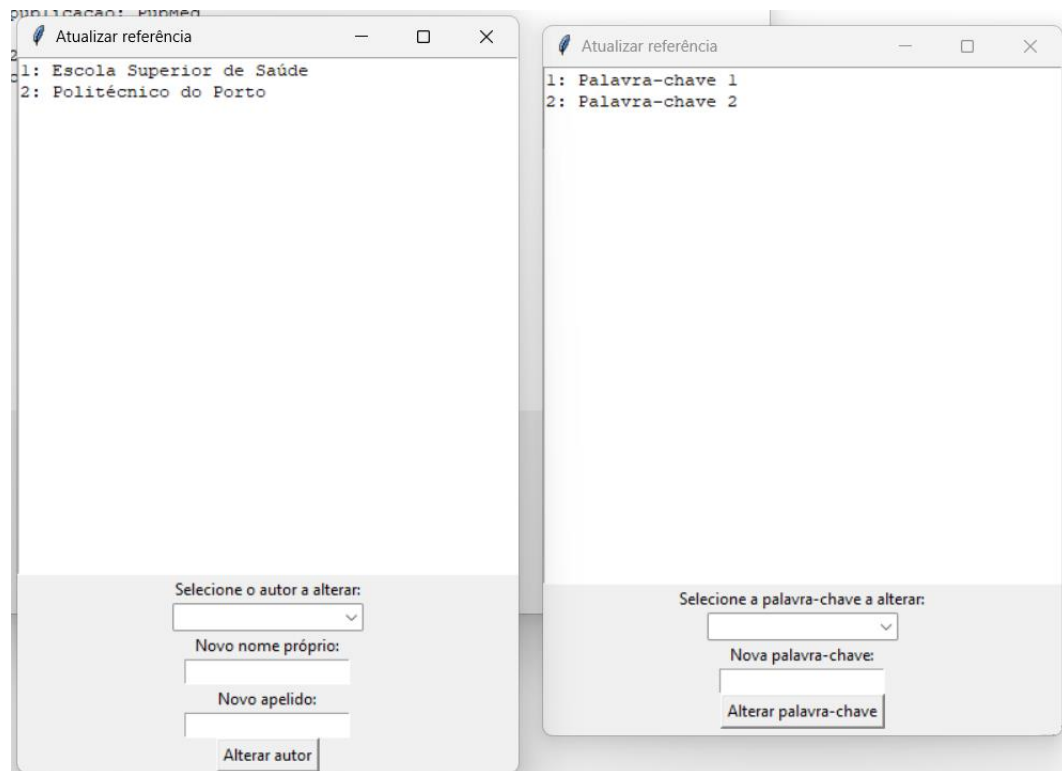 publicação: PubMed
Atualizar referência
1: Escola Superior de Saúde
2: Politécnico do Porto
Selecione o autor a alterar:
Novo nome próprio:
Novo apelido:
Alterar autor
Atualizar referência
1: Palavra-chave 1
2: Palavra-chave 2
Selecione a palavra-chave a alterar:
Nova palavra-chave:
Alterar palavra-chave